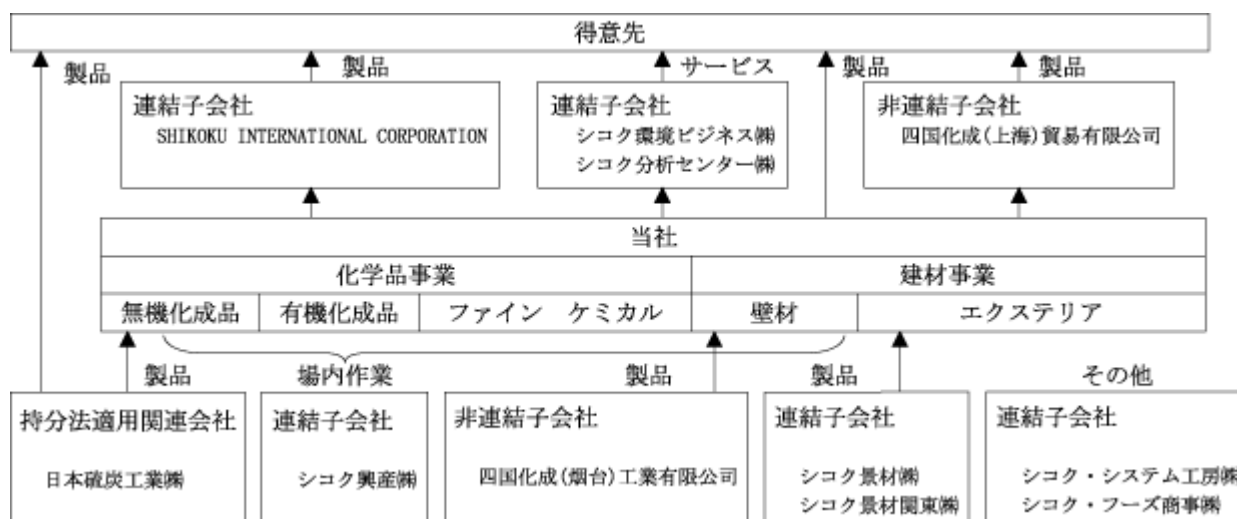 得意先
製品
製品
サービス
製品
製品
連結子会社
SHIKOKU INTERNATIONAL CORPORATION
連結子会社
シコク環境ビジネス㈱
シコク分析センター㈱
非連結子会社
四国化成(上海)貿易有限公司
当社
化学品事業
建材事業
無機化成品
有機化成品
ファイン ケミカル
壁材
エクステリア
製品
場内作業
製品
製品
その他
持分法適用関連会社
日本硫炭工業㈱
連結子会社
シコク興産㈱
非連結子会社
四国化成(烟台)工業有限公司
連結子会社
シコク景材㈱
シコク景材関東㈱
連結子会社
シコク・システム工房㈱
シコク・フーズ商事㈱